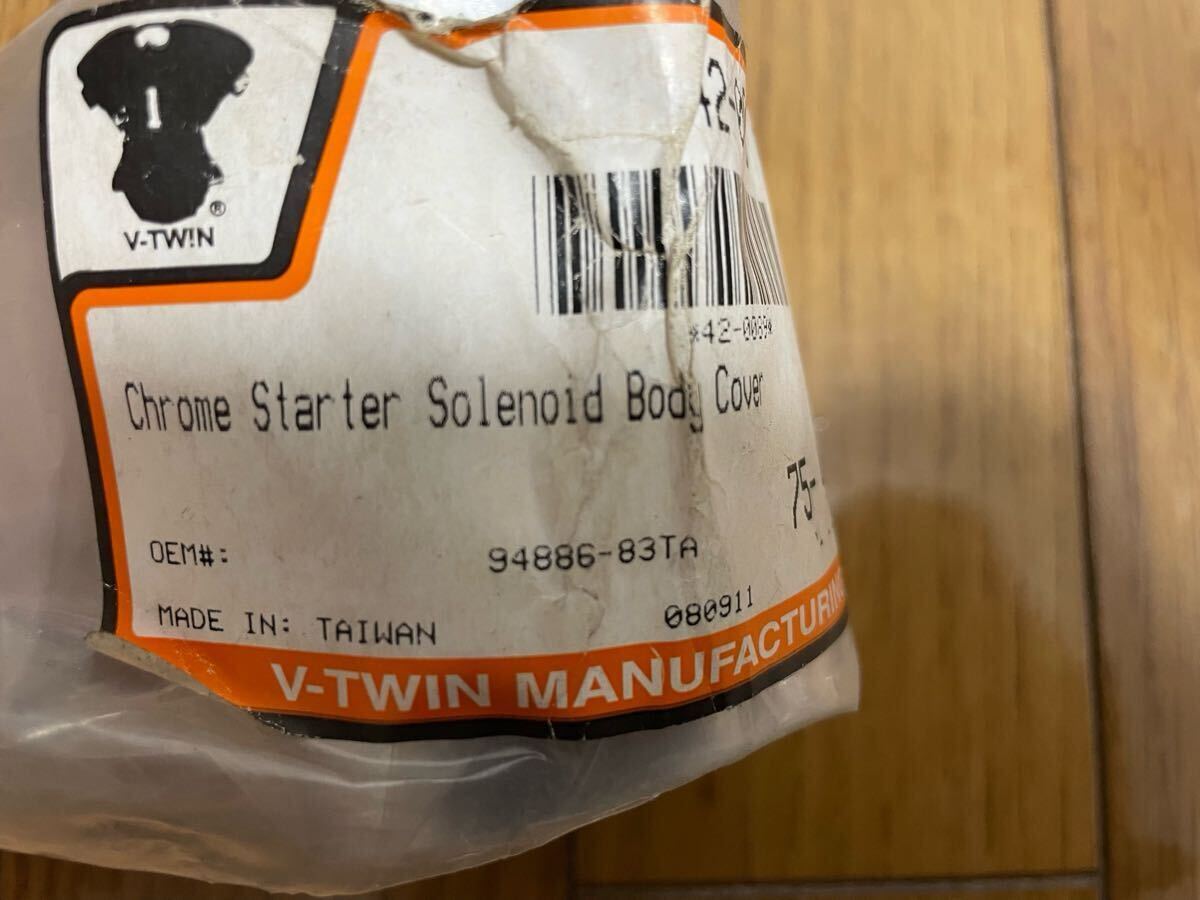 V-TWIN
*42-0089*
Chrome Starter Solenoid Body Cover
75-
OEM#: 94886-83TA
MADE IN: TAIWAN 080911
V-TWIN MANUFACTURING